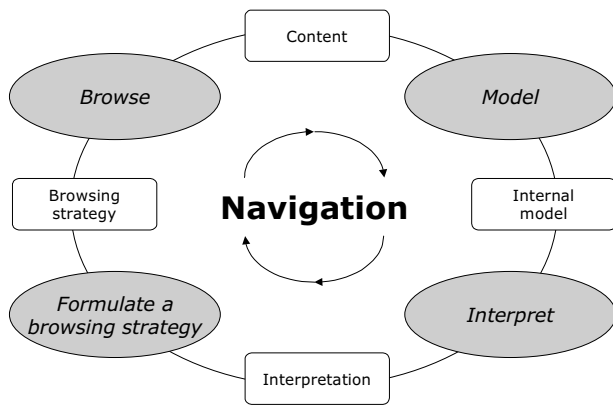 Content
Browse
Model
Browsing
strategy
Navigation
Internal
model
Formulate a
browsing strategy
Interpret
Interpretation